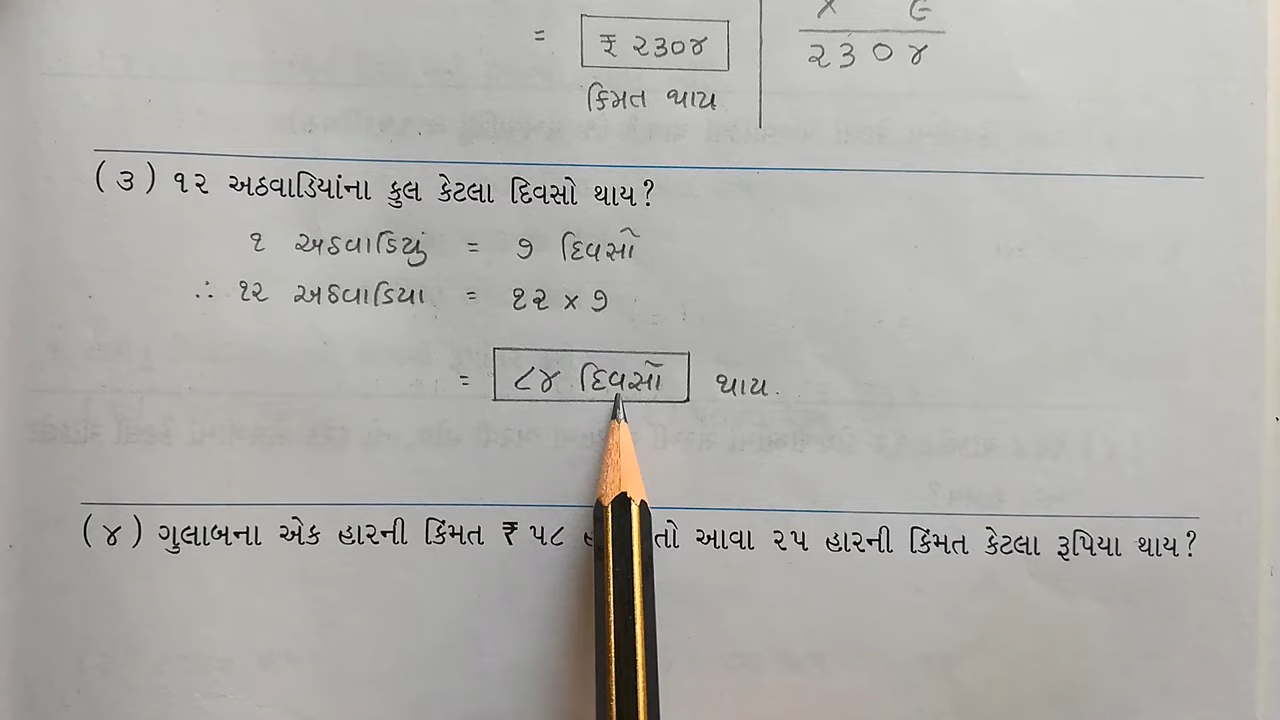 × ૯
= ₹ ૨૩૦૪
૨૩૦૪
કિંમત થાય
(૩) ૧૨ અઠવાડિયાંના કુલ કેટલા દિવસો થાય?
૧ અઠવાડિયું = ૭ દિવસો
∴ ૧૨ અઠવાડિયા = ૧૨ × ૭
= ૮૪ દિવસો થાય.
(૪) ગુલાબના એક હારની કિંમત ₹ ૫૮ તો આવા ૨૫ હારની કિંમત કેટલા રૂપિયા થાય?